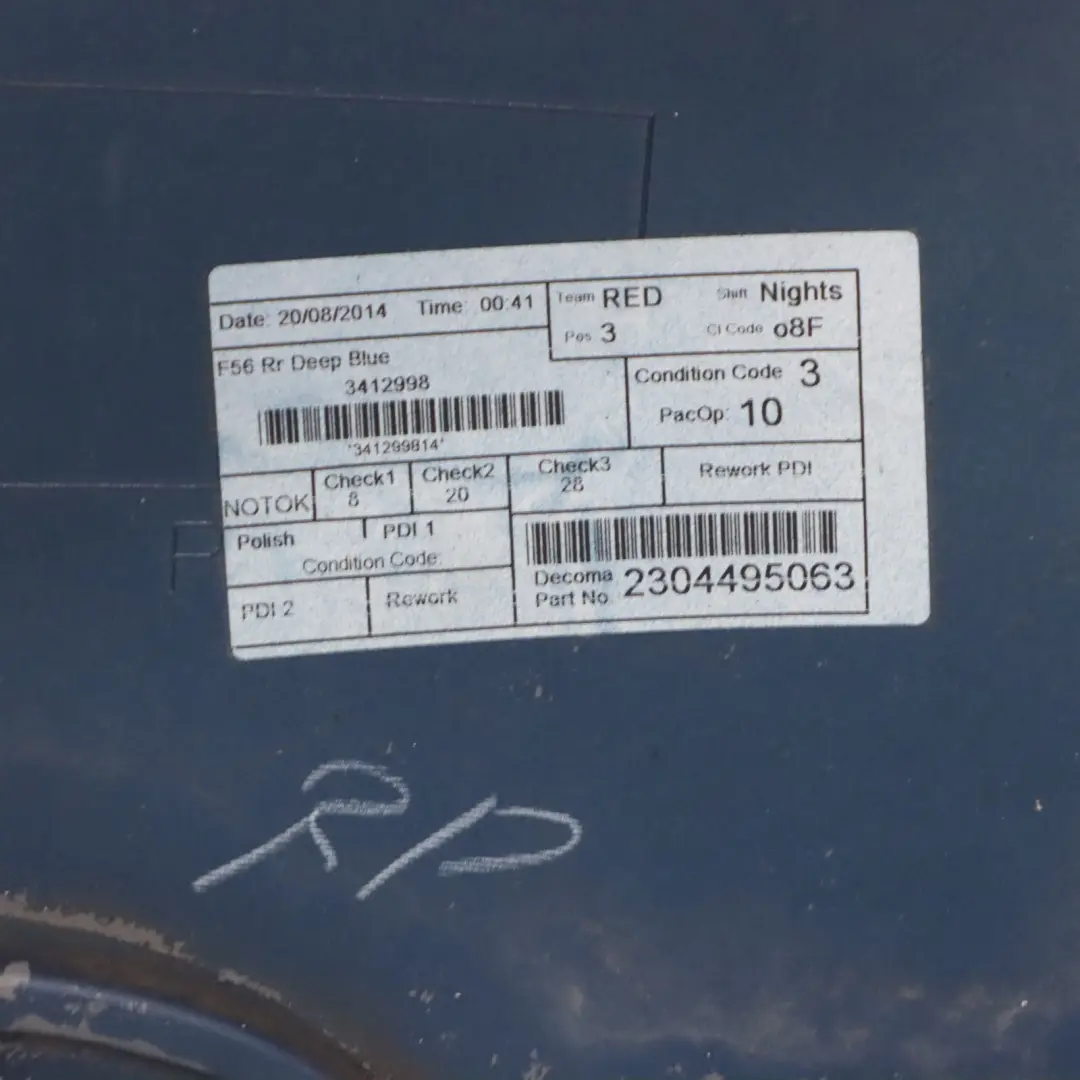 Date: 20/08/2014 Time: 00:41
Team RED Shift Nights
Pos 3 CI Code o8F
F56 Rr Deep Blue
3412998
'341299814'
Condition Code 3
PacOp: 10
NOTOK
Check1
8
Check2
20
Check3
28
Rework PDI
Polish PDI 1
Condition Code:
PDI 2 Rework
Decoma
Part No 2304495063
RP